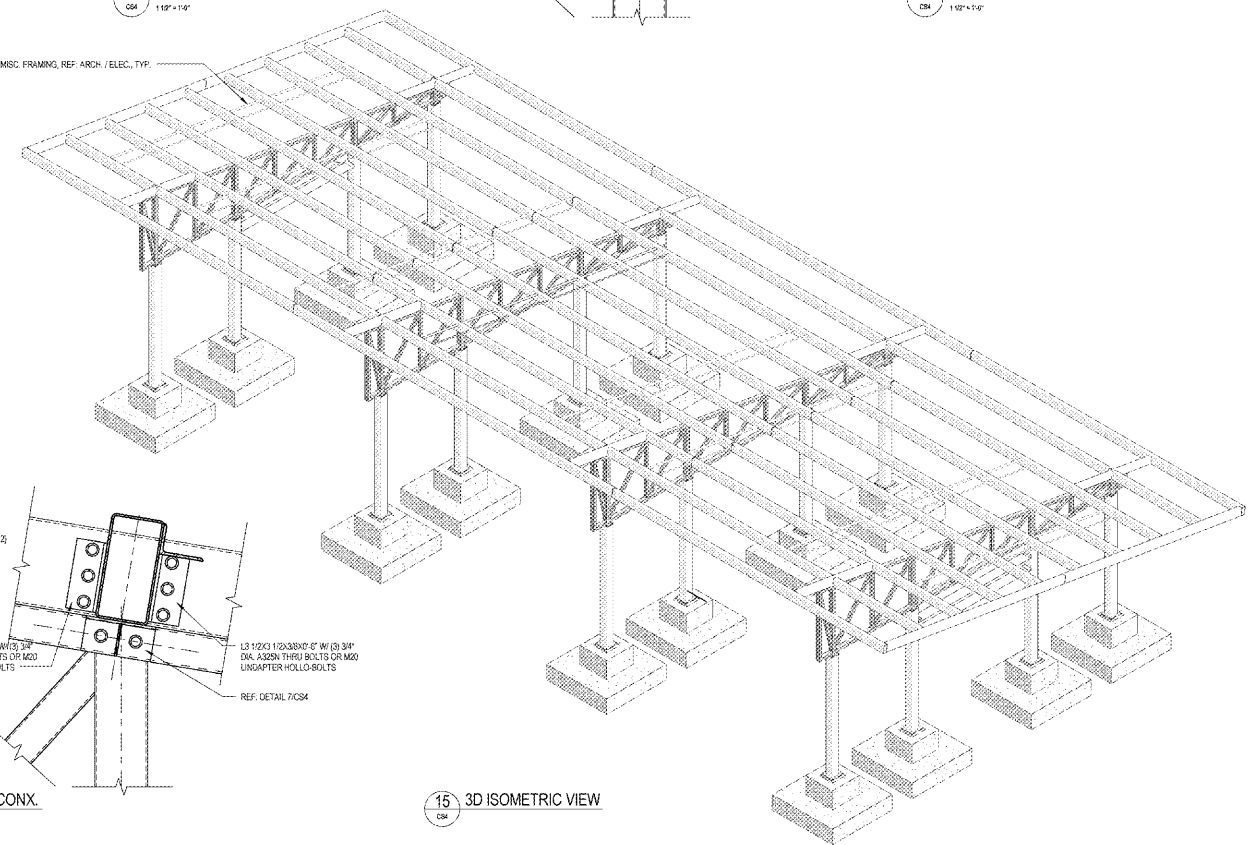 CS4
1 1/2" = 1'-0"
CS4
1 1/2" = 1'-0"
MISC. FRAMING, REF: ARCH. / ELEC., TYP.
W/ (3) 3/4"
TS OR M20
LTS
L3 1/2X3 1/2X3/8X0'-8" W/ (3) 3/4"
DIA. A325N THRU BOLTS OR M20
LINDAPTER HOLLO-BOLTS
REF: DETAIL 7/CS4
CONX.
15
CS4
3D ISOMETRIC VIEW